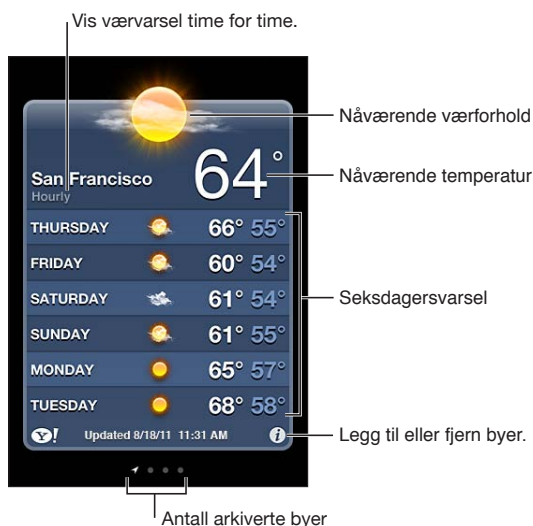 Vis værvarsel time for time.
Nåværende værforhold
San Francisco
Hourly
64°
Nåværende temperatur
THURSDAY 66° 55°
FRIDAY 60° 54°
SATURDAY 61° 54°
Seksdagersvarsel
SUNDAY 61° 55°
MONDAY 65° 57°
TUESDAY 68° 58°
Y! Updated 8/18/11 11:31 AM i
Legg til eller fjern byer.
Antall arkiverte byer